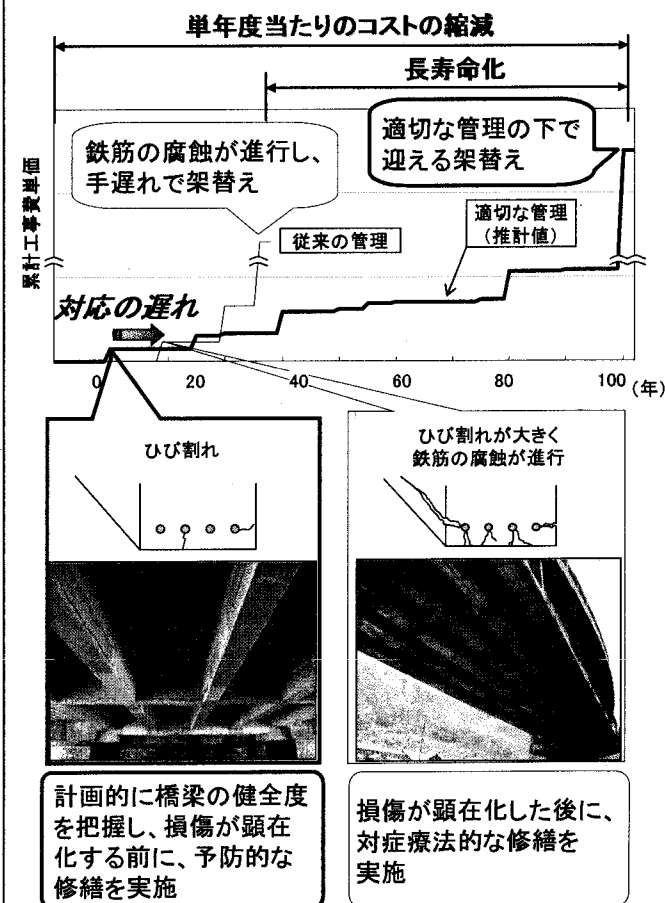 単年度当たりのコストの縮減
長寿命化
鉄筋の腐蝕が進行し、
手遅れで架替え
適切な管理の下で
迎える架替え
累計工事費単価
従来の管理
適切な管理
(推計値)
対応の遅れ
0 20 40 60 80 100 (年)
ひび割れ
ひび割れが大きく
鉄筋の腐蝕が進行
計画的に橋梁の健全度
を把握し、損傷が顕在
化する前に、予防的な
修繕を実施
損傷が顕在化した後に、
対症療法的な修繕を
実施